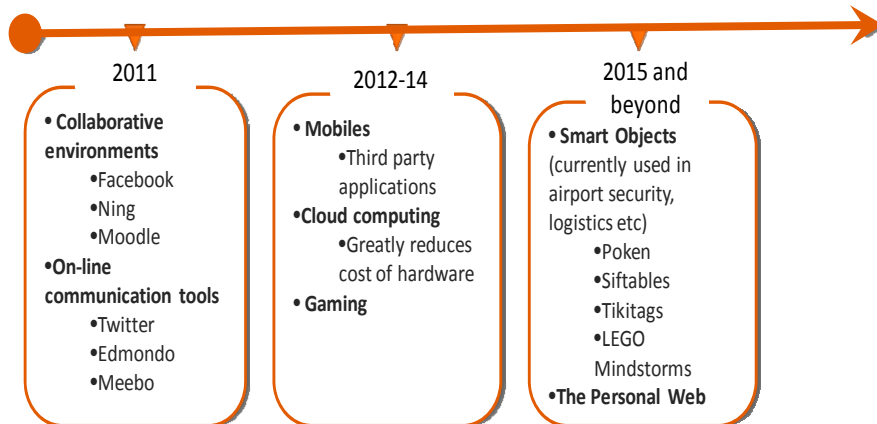 2011
• Collaborative
environments
•Facebook
•Ning
•Moodle
•On-line
communication tools
•Twitter
•Edmondo
•Meebo
2012-14
• Mobiles
•Third party
applications
•Cloud computing
•Greatly reduces
cost of hardware
• Gaming
2015 and
beyond
• Smart Objects
(currently used in
airport security,
logistics etc)
•Poken
•Siftables
•Tikitags
•LEGO
Mindstorms
•The Personal Web